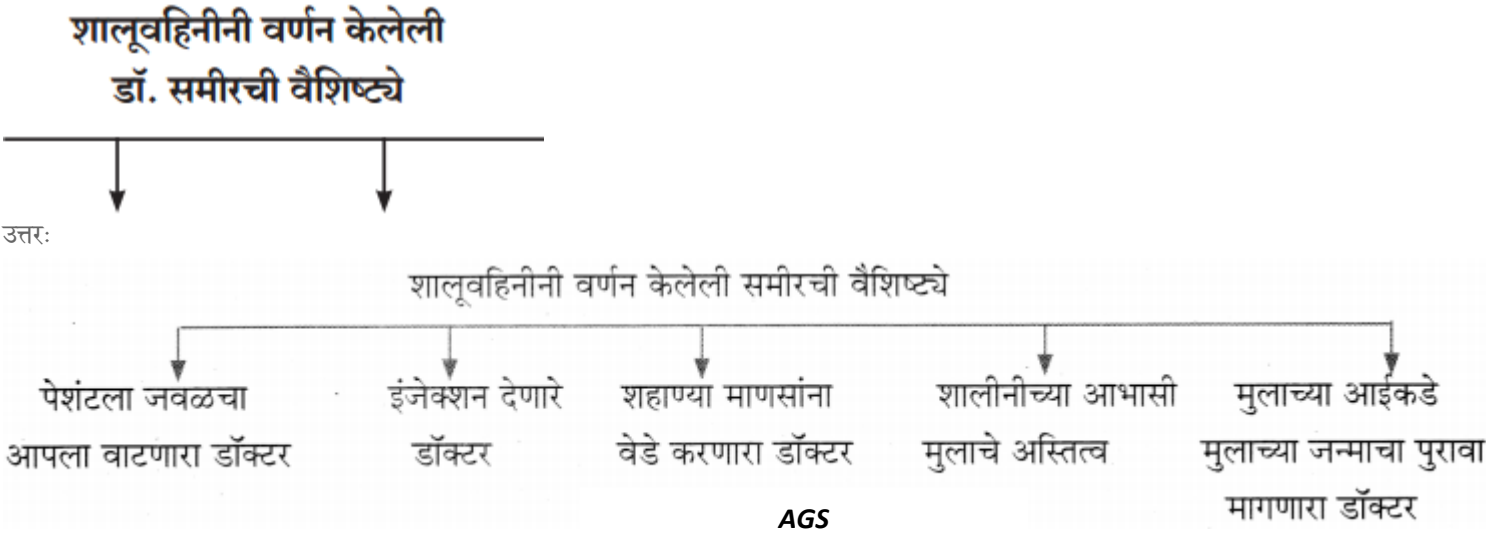 शालूवहिनीनी वर्णन केलेली
डॉ. समीरची वैशिष्ट्ये
उत्तरः
शालूवहिनीनी वर्णन केलेली समीरची वैशिष्ट्ये
पेशंटला जवळचा
आपला वाटणारा डॉक्टर
इंजेक्शन देणारे
डॉक्टर
शहाण्या माणसांना
वेडे करणारा डॉक्टर
शालीनीच्या आभासी
मुलाचे अस्तित्व
मुलाच्या आईकडे
मुलाच्या जन्माचा पुरावा
मागणारा डॉक्टर
AGS